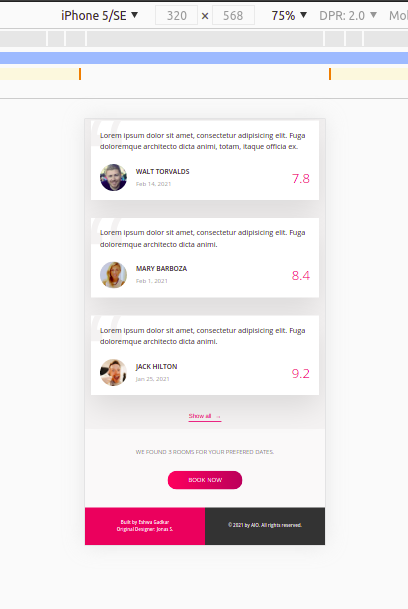 iPhone 5/SE ▼ 320 × 568 75% ▼ DPR: 2.0 ▼
Lorem ipsum dolor sit amet, consectetur adipisicing elit. Fuga
doloremque architecto dicta animi, totam, itaque officia ex.
WALT TORVALDS
Feb 14, 2021
7.8
Lorem ipsum dolor sit amet, consectetur adipisicing elit. Fuga
doloremque architecto dicta animi.
MARY BARBOZA
Feb 1, 2021
8.4
Lorem ipsum dolor sit amet, consectetur adipisicing elit. Fuga
doloremque architecto dicta animi.
JACK HILTON
Jan 25, 2021
9.2
Show all →
WE FOUND 3 ROOMS FOR YOUR PREFERED DATES.
BOOK NOW
Built by Eshwa Gadkar
Original Designer: Jonas S.
© 2021 by AIO. All rights reserved.